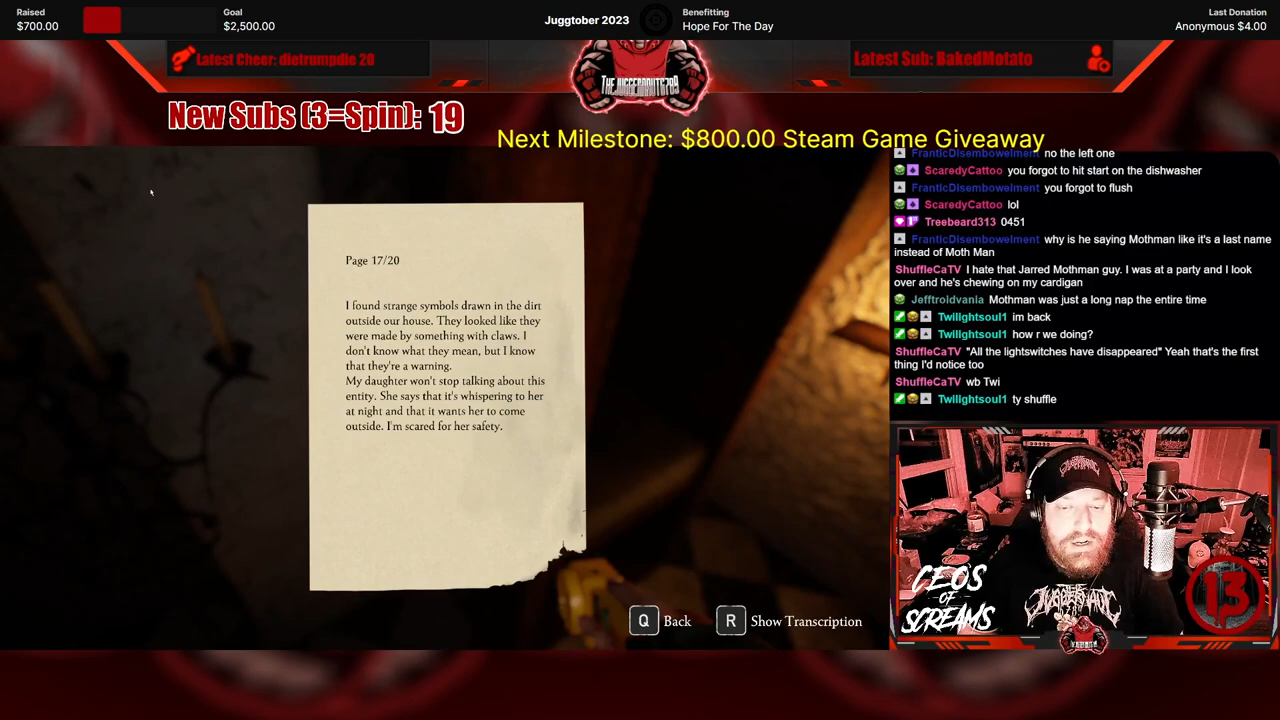 Raised
$700.00
Goal
$2,500.00
Juggtober 2023
Benefitting
Hope For The Day
Last Donation
Anonymous $4.00
Latest Cheer: dietrumpdie 20
THEJUGGERNAUT6789
Latest Sub: BakedMotato
New Subs (3=Spin): 19
Next Milestone: $800.00 Steam Game Giveaway
FranticDisembowelment no the left one
ScaredyCattoo you forgot to hit start on the dishwasher
FranticDisembowelment you forgot to flush
ScaredyCattoo lol
Treebeard313 0451
FranticDisembowelment why is he saying Mothman like it's a last name
instead of Moth Man
ShuffleCaTV I hate that Jarred Mothman guy. I was at a party and I look
over and he's chewing on my cardigan
Jefftroidvania Mothman was just a long nap the entire time
Twilightsoul1 im back
Twilightsoul1 how r we doing?
ShuffleCaTV "All the lightswitches have disappeared" Yeah that's the first
thing I'd notice too
ShuffleCaTV wb Twi
Twilightsoul1 ty shuffle
Page 17/20
I found strange symbols drawn in the dirt
outside our house. They looked like they
were made by something with claws. I
don't know what they mean, but I know
that they're a warning.
My daughter won't stop talking about this
entity. She says that it's whispering to her
at night and that it wants her to come
outside. I'm scared for her safety.
Q Back
R Show Transcription
CEOS
OF
SCREAMS
THE
JUGGERNAUT
13